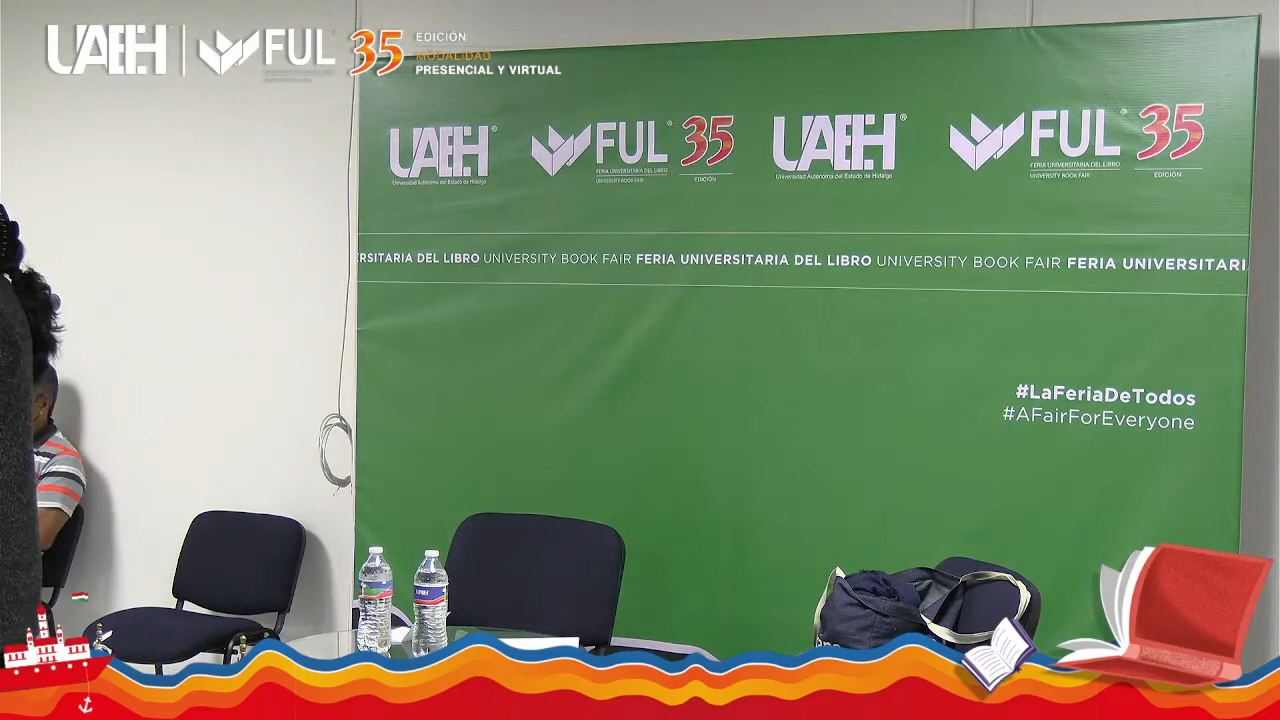 UAEH
FUL
35
EDICIÓN
MODALIDAD
PRESENCIAL Y VIRTUAL
UAEH®
Universidad Autónoma del Estado de Hidalgo
FUL®
FERIA UNIVERSITARIA DEL LIBRO
UNIVERSITY BOOK FAIR
35
EDICIÓN
UAEH®
Universidad Autónoma del Estado de Hidalgo
FUL®
FERIA UNIVERSITARIA DEL LIBRO
UNIVERSITY BOOK FAIR
35
EDICIÓN
RSITARIA DEL LIBRO UNIVERSITY BOOK FAIR FERIA UNIVERSITARIA DEL LIBRO UNIVERSITY BOOK FAIR FERIA UNIVERSITARI
#LaFeriaDeTodos
#AFairForEveryone
UAEH